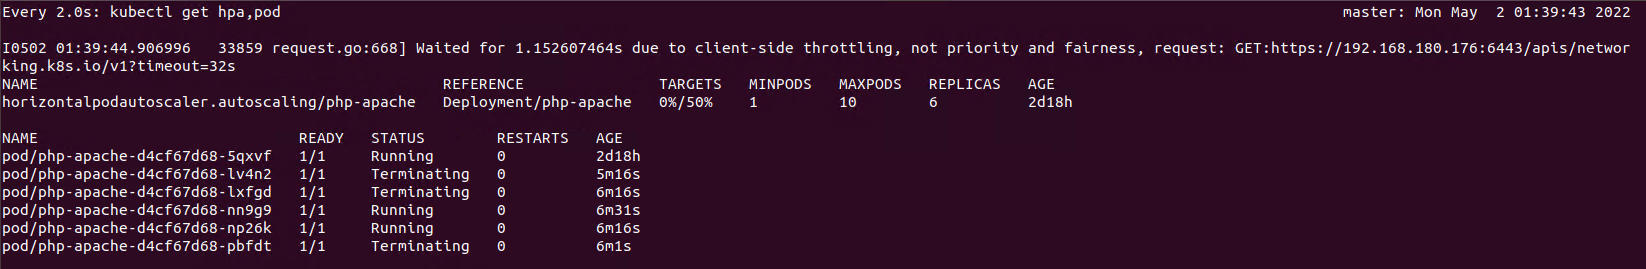 Every 2.0s: kubectl get hpa,pod master: Mon May 2 01:39:43 2022
I0502 01:39:44.906996 33859 request.go:668] Waited for 1.152607464s due to client-side throttling, not priority and fairness, request: GET:https://192.168.180.176:6443/apis/networ
king.k8s.io/v1?timeout=32s
NAME REFERENCE TARGETS MINPODS MAXPODS REPLICAS AGE
horizontalpodautoscaler.autoscaling/php-apache Deployment/php-apache 0%/50% 1 10 6 2d18h
NAME READY STATUS RESTARTS AGE
pod/php-apache-d4cf67d68-5qxvf 1/1 Running 0 2d18h
pod/php-apache-d4cf67d68-lv4n2 1/1 Terminating 0 5m16s
pod/php-apache-d4cf67d68-lxfgd 1/1 Terminating 0 6m16s
pod/php-apache-d4cf67d68-nn9g9 1/1 Running 0 6m31s
pod/php-apache-d4cf67d68-np26k 1/1 Running 0 6m16s
pod/php-apache-d4cf67d68-pbfdt 1/1 Terminating 0 6m1s